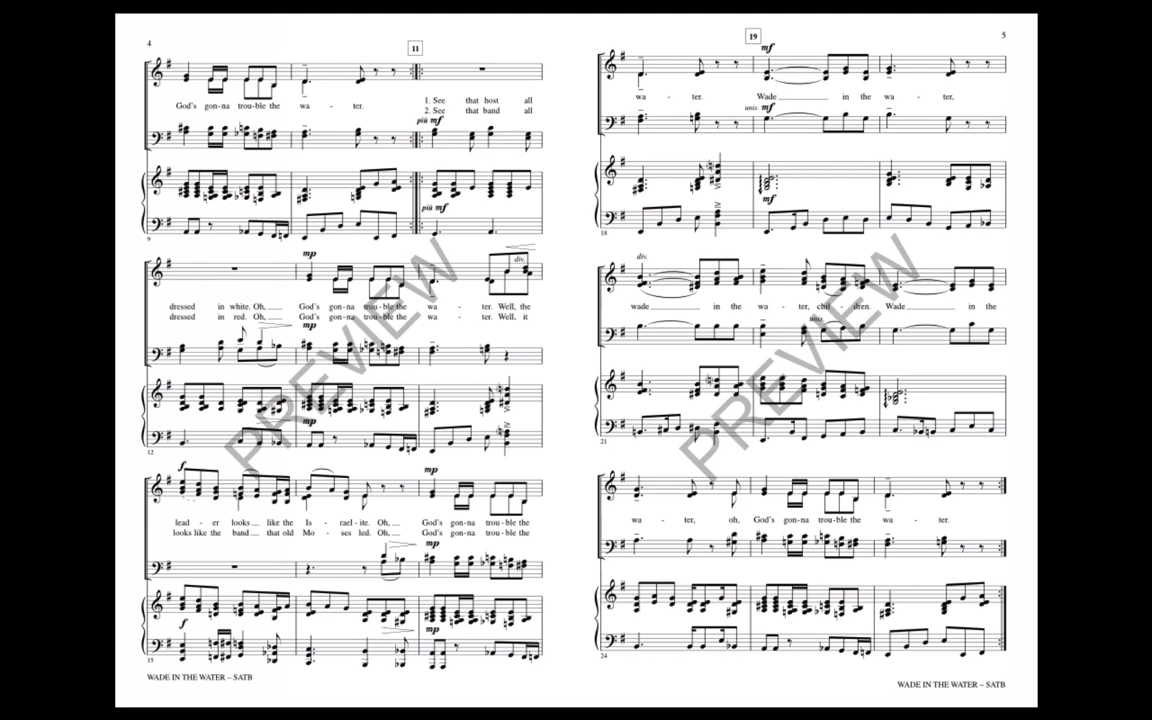 4
11
God's gon-na trou-ble the wa - ter. 1. See that host all
2. See that band all
più mf
più mf
9
mp
div.
dressed in white. Oh, God's gon-na trou-ble the wa - ter. Well, the
dressed in red. Oh, God's gon-na trou-ble the wa - ter. Well, it
mp
mp
12
f
mp
lead - er looks like the Is - rael-ite. Oh, God's gon-na trou-ble the
looks like the band that old Mo - ses led. Oh, God's gon-na trou-ble the
mp
f
mp
15
WADE IN THE WATER – SATB
PREVIEW
19
5
mf
wa - ter. Wade in the wa - ter,
unis. mf
mf
18
div.
wade in the wa - ter, chil - dren. Wade in the
unis.
21
wa - ter, oh, God's gon-na trou-ble the wa - ter.
24
WADE IN THE WATER – SATB
PREVIEW